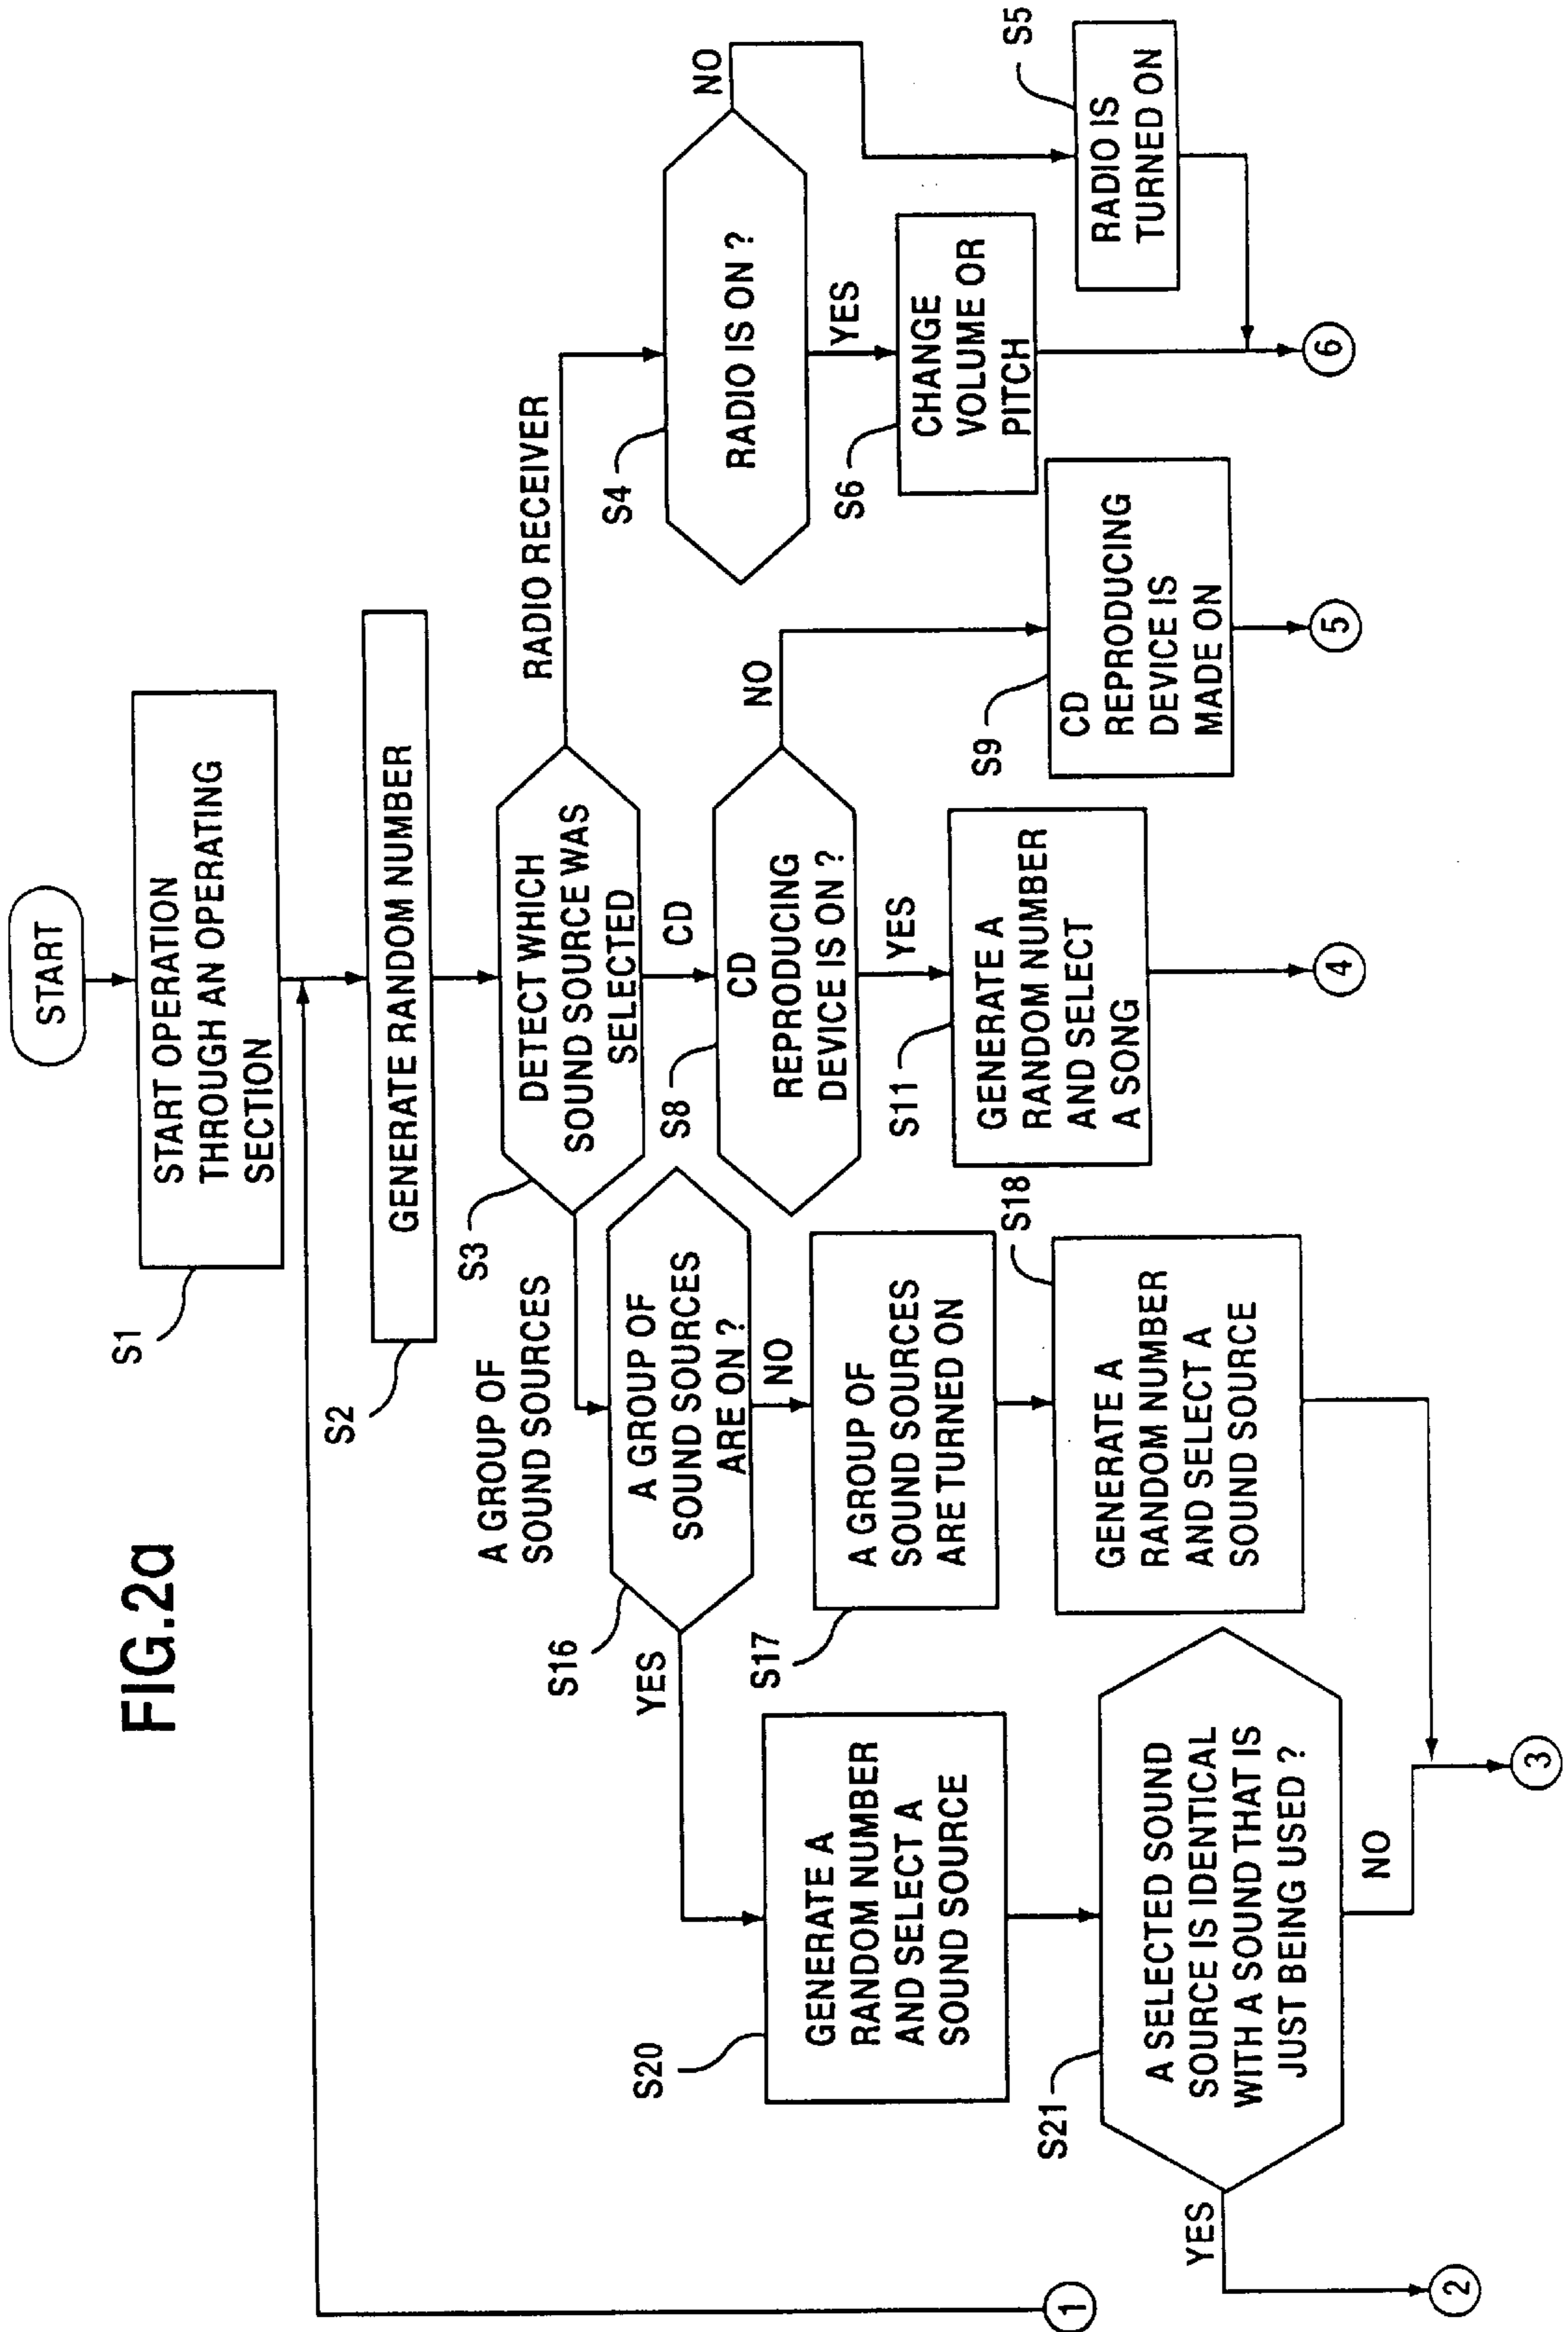 FIG.2a
START
S1
START OPERATION
THROUGH AN OPERATING
SECTION
S2
GENERATE RANDOM NUMBER
S3
DETECT WHICH
SOUND SOURCE WAS
SELECTED
A GROUP OF
SOUND SOURCES
CD
RADIO RECEIVER
S16
A GROUP OF
SOUND SOURCES
ARE ON ?
YES
NO
S8
CD
REPRODUCING
DEVICE IS ON ?
YES
NO
S4
RADIO IS ON ?
YES
NO
S20
GENERATE A
RANDOM NUMBER
AND SELECT A
SOUND SOURCE
S17
A GROUP OF
SOUND SOURCES
ARE TURNED ON
S11
GENERATE A
RANDOM NUMBER
AND SELECT
A SONG
S9
CD
REPRODUCING
DEVICE IS
MADE ON
S6
CHANGE
VOLUME OR
PITCH
S5
RADIO IS
TURNED ON
S21
A SELECTED SOUND
SOURCE IS IDENTICAL
WITH A SOUND THAT IS
JUST BEING USED ?
YES
NO
S18
GENERATE A
RANDOM NUMBER
AND SELECT A
SOUND SOURCE
1
2
3
4
5
6